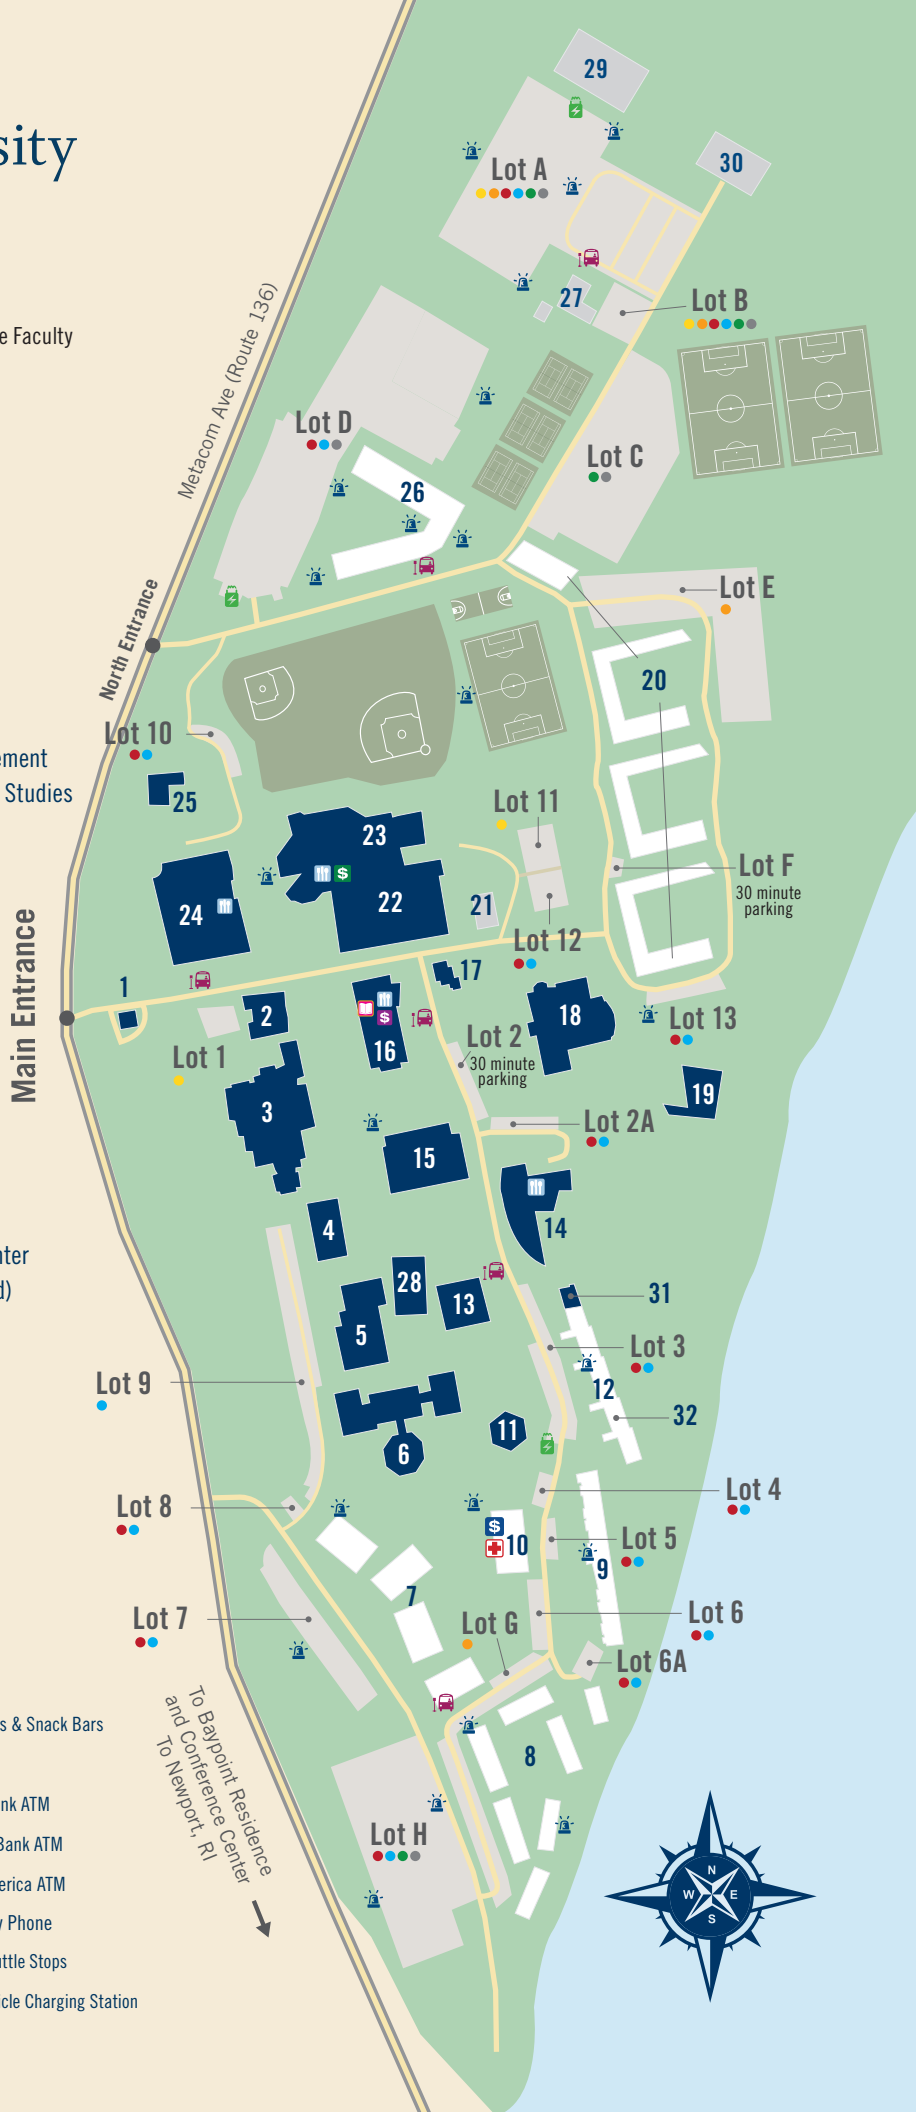 sity
29
30
Lot A
27
Lot B
e Faculty
Metacom Ave (Route 136)
Lot D
Lot C
26
North Entrance
Lot E
20
Lot 10
ement
Studies
25
Lot 11
23
Lot F
30 minute
parking
22
24
21
Main Entrance
Lot 12
17
1
2
18
Lot 13
16
Lot 1
Lot 2
30 minute
parking
3
19
Lot 2A
15
14
4
nter
d)
28
13
31
5
Lot 3
Lot 9
12
32
11
6
Lot 4
Lot 8
10
Lot 5
9
7
Lot 7
Lot G
Lot 6
Lot 6A
To Baypoint Residence
and Conference Center
To Newport, RI
s & Snack Bars
8
nk ATM
Lot H
Bank ATM
erica ATM
y Phone
uttle Stops
icle Charging Station
N
W E
S